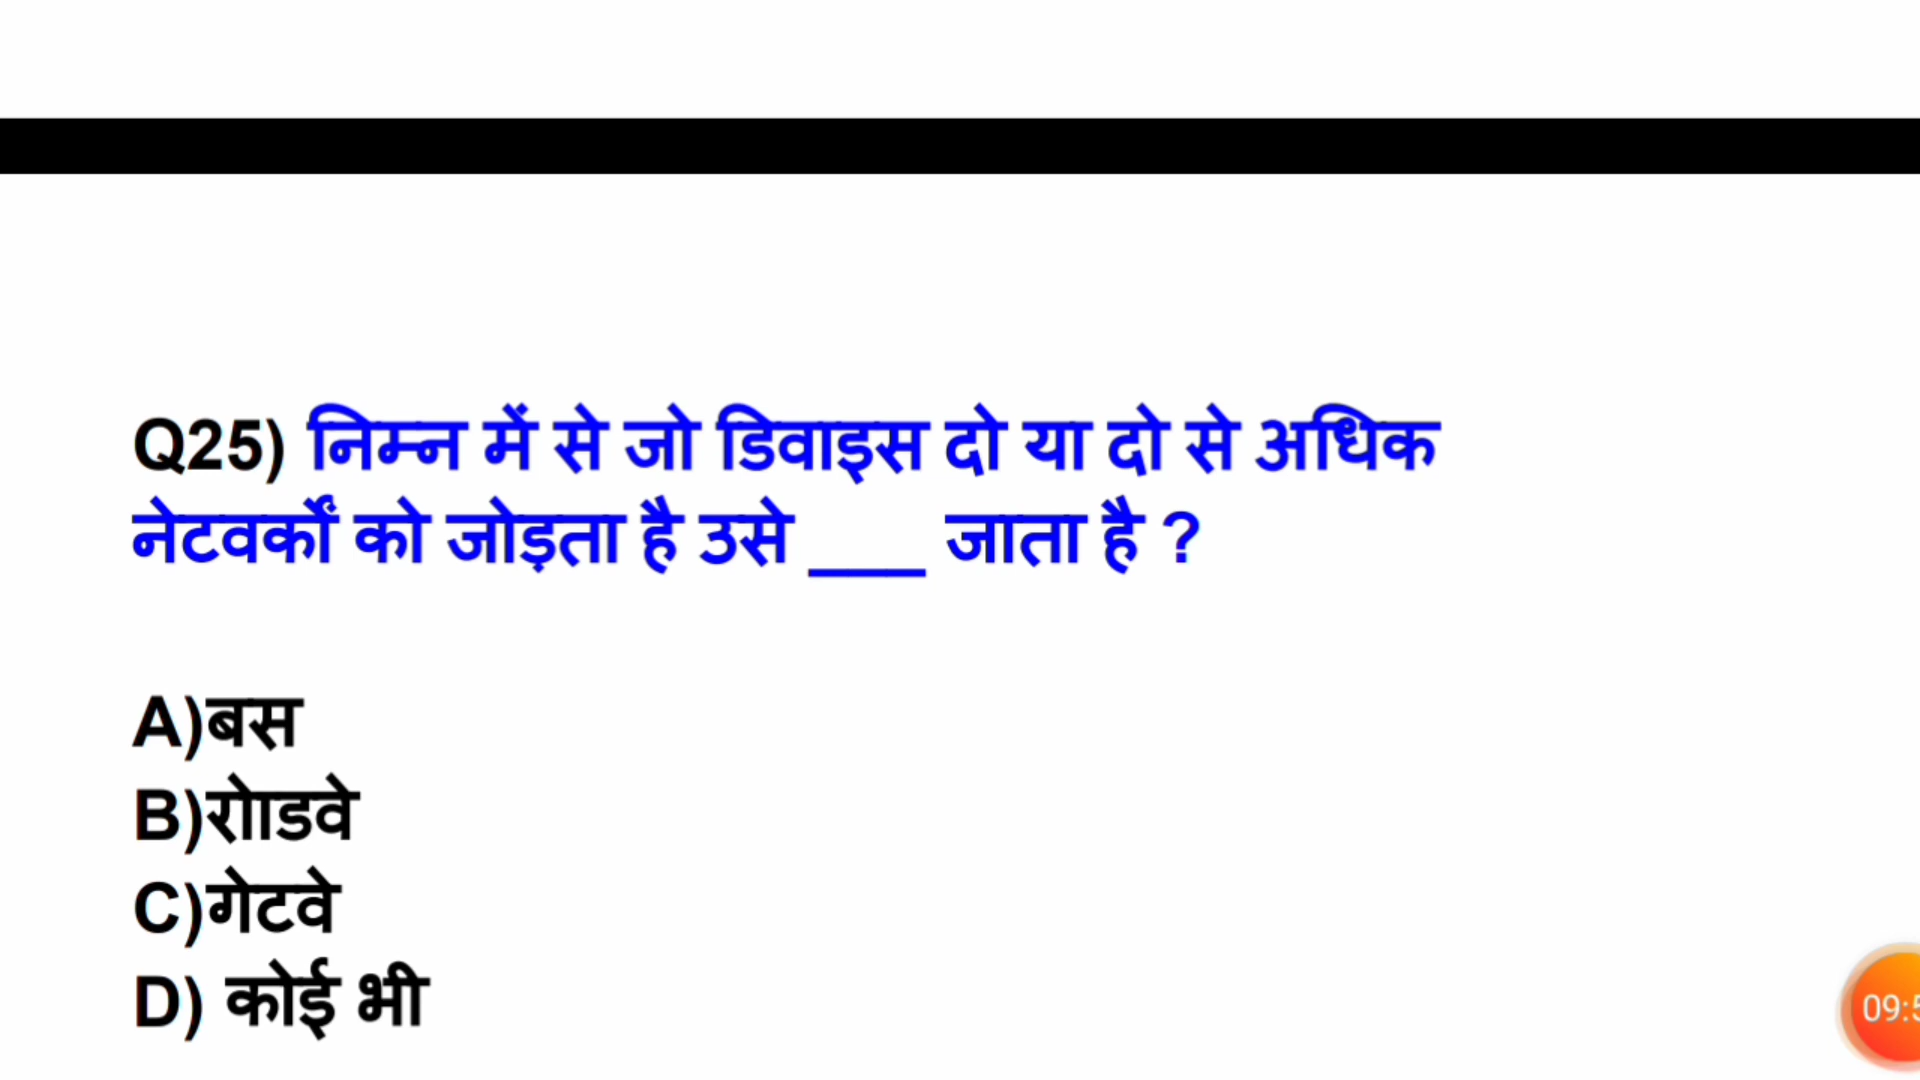 Q25) निम्न में से जो डिवाइस दो या दो से अधिक
नेटवर्कों को जोड़ता है उसे ___ जाता है ?
A)बस
B)रोाडवे
C)गेटवे
D) कोई भी